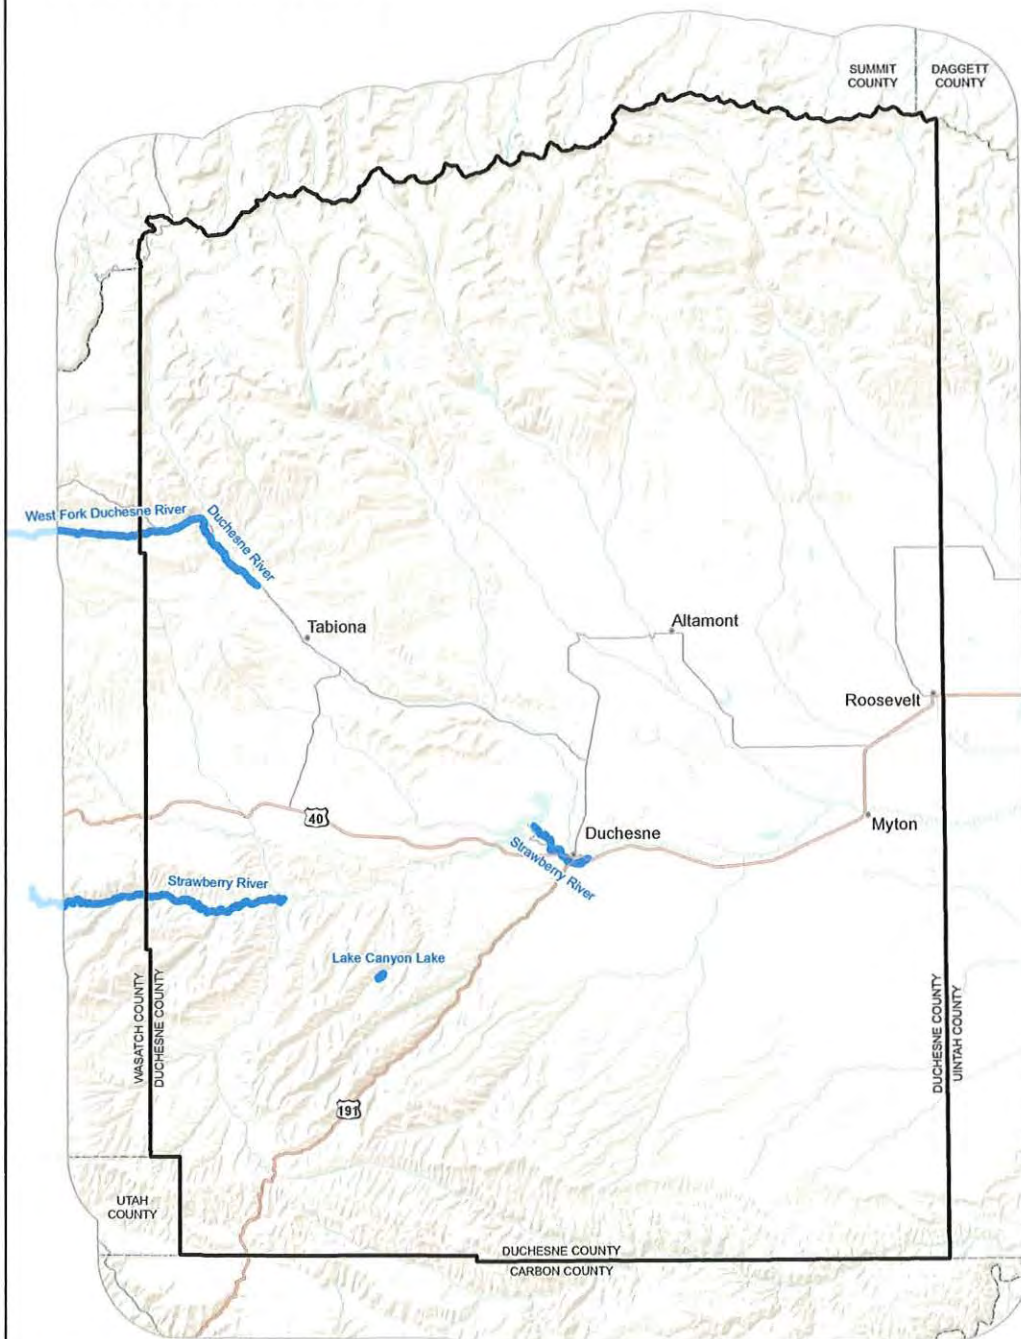 SUMMIT
COUNTY
DAGGETT
COUNTY
West Fork Duchesne River
Duchesne River
Tabiona
Altamont
Roosevelt
40
Duchesne
Myton
Strawberry River
Strawberry River
Lake Canyon Lake
WASATCH COUNTY
DUCHESNE COUNTY
DUCHESNE COUNTY
UINTAH COUNTY
191
UTAH
COUNTY
DUCHESNE COUNTY
CARBON COUNTY